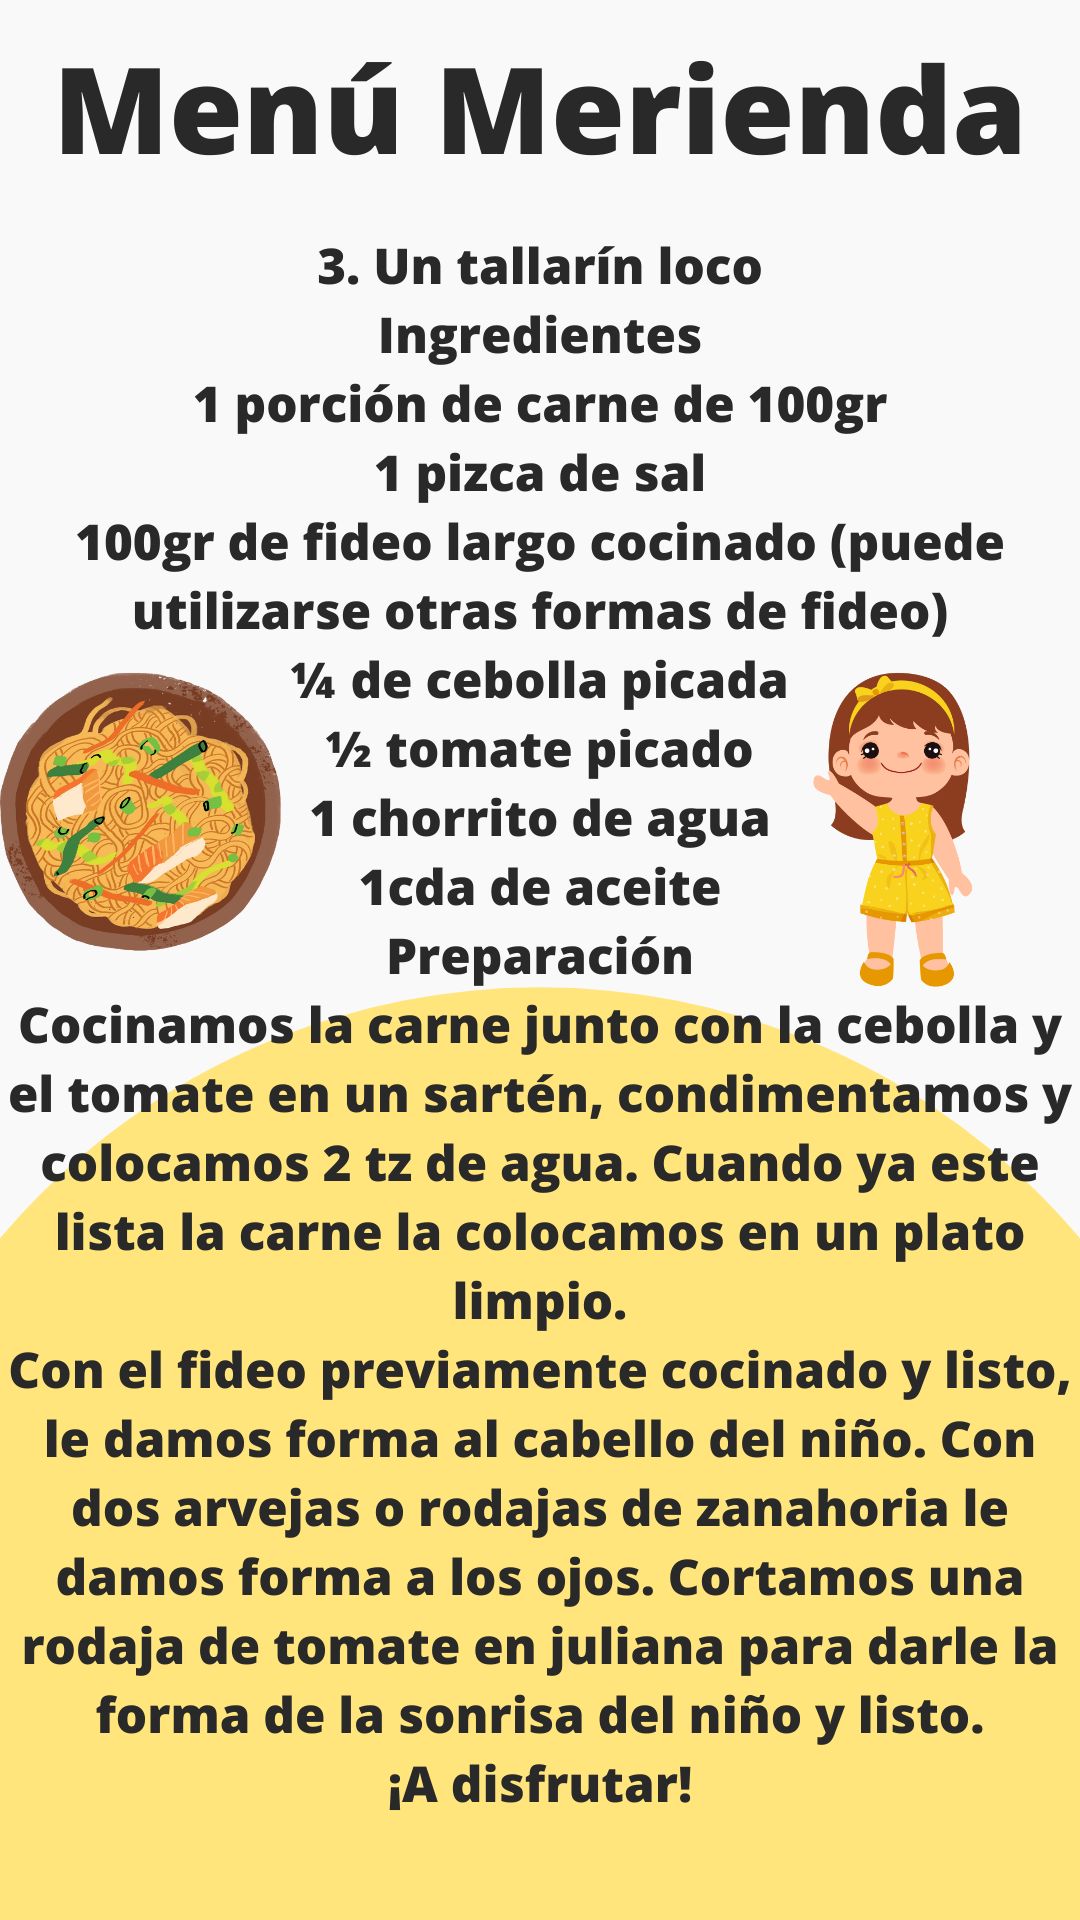 Menú Merienda
3. Un tallarín loco
Ingredientes
1 porción de carne de 100gr
1 pizca de sal
100gr de fideo largo cocinado (puede
utilizarse otras formas de fideo)
¼ de cebolla picada
½ tomate picado
1 chorrito de agua
1cda de aceite
Preparación
Cocinamos la carne junto con la cebolla y
el tomate en un sartén, condimentamos y
colocamos 2 tz de agua. Cuando ya este
lista la carne la colocamos en un plato
limpio.
Con el fideo previamente cocinado y listo,
le damos forma al cabello del niño. Con
dos arvejas o rodajas de zanahoria le
damos forma a los ojos. Cortamos una
rodaja de tomate en juliana para darle la
forma de la sonrisa del niño y listo.
¡A disfrutar!